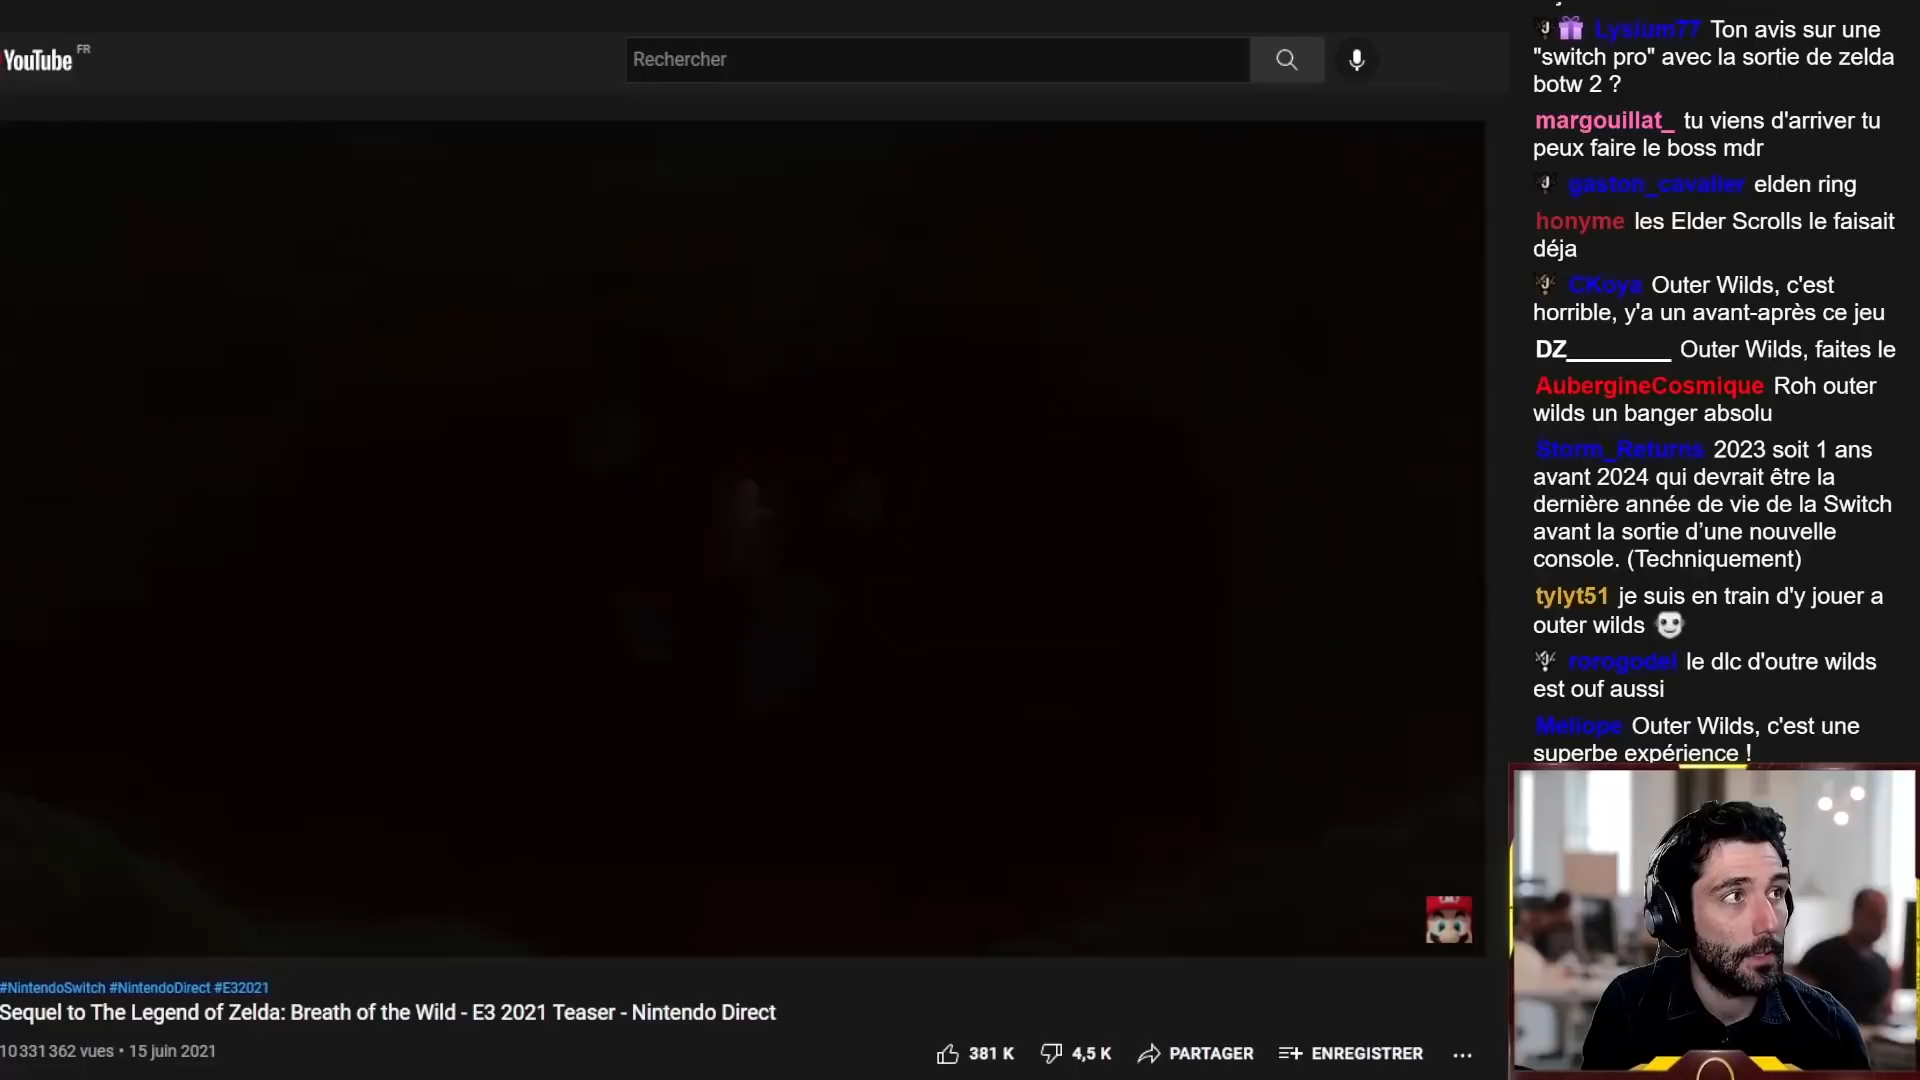 YouTube FR
Rechercher
Lysium77 Ton avis sur une
"switch pro" avec la sortie de zelda
botw 2 ?
margouillat_ tu viens d'arriver tu
peux faire le boss mdr
gaston_cavalier elden ring
honyme les Elder Scrolls le faisait
déja
CKoya Outer Wilds, c'est
horrible, y'a un avant-après ce jeu
DZ________ Outer Wilds, faites le
AubergineCosmique Roh outer
wilds un banger absolu
Storm_Returns 2023 soit 1 ans
avant 2024 qui devrait être la
dernière année de vie de la Switch
avant la sortie d’une nouvelle
console. (Techniquement)
tylyt51 je suis en train d'y jouer a
outer wilds
rorogodel le dlc d'outre wilds
est ouf aussi
Meliope Outer Wilds, c'est une
superbe expérience !
#NintendoSwitch #NintendoDirect #E32021
Sequel to The Legend of Zelda: Breath of the Wild - E3 2021 Teaser - Nintendo Direct
10 331 362 vues • 15 juin 2021
381 K
4,5 K
PARTAGER
ENREGISTRER